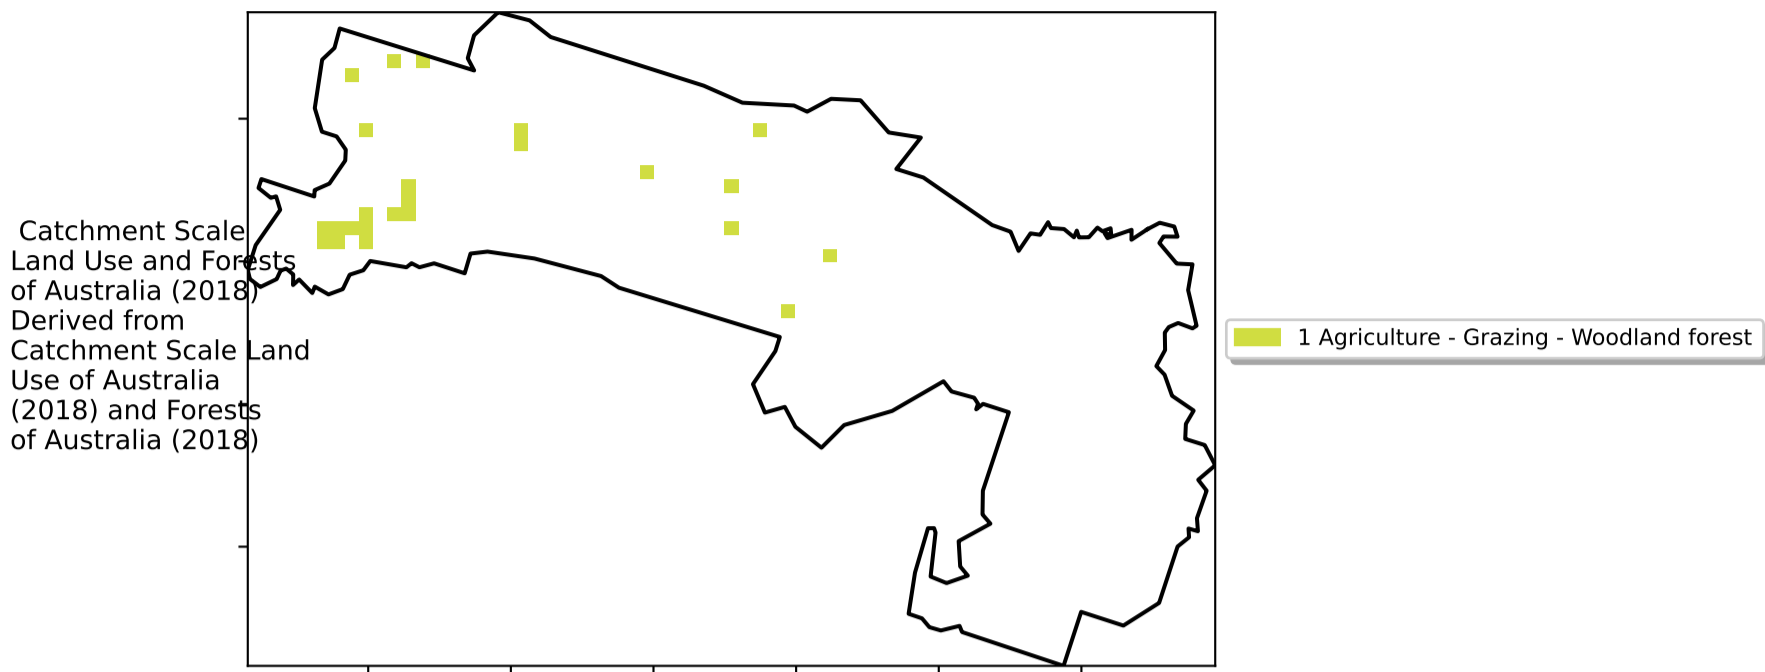 Catchment Scale
Land Use and Forests
of Australia (2018)
Derived from
Catchment Scale Land
Use of Australia
(2018) and Forests
of Australia (2018)
1 Agriculture - Grazing - Woodland forest